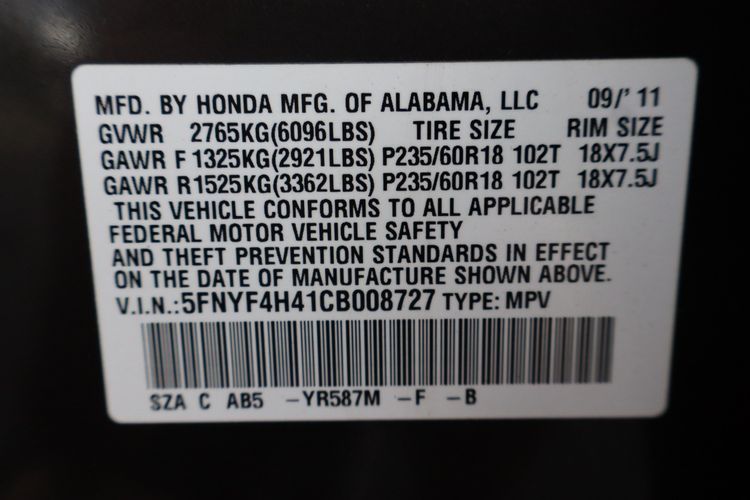 MFD. BY HONDA MFG. OF ALABAMA, LLC 09/'11
GVWR 2765KG(6096LBS) TIRE SIZE RIM SIZE
GAWR F 1325KG(2921LBS) P235/60R18 102T 18X7.5J
GAWR R 1525KG(3362LBS) P235/60R18 102T 18X7.5J
THIS VEHICLE CONFORMS TO ALL APPLICABLE
FEDERAL MOTOR VEHICLE SAFETY
AND THEFT PREVENTION STANDARDS IN EFFECT
ON THE DATE OF MANUFACTURE SHOWN ABOVE.
V.I.N.:5FNYF4H41CB008727 TYPE: MPV
SZA C AB5 -YR587M -F -B